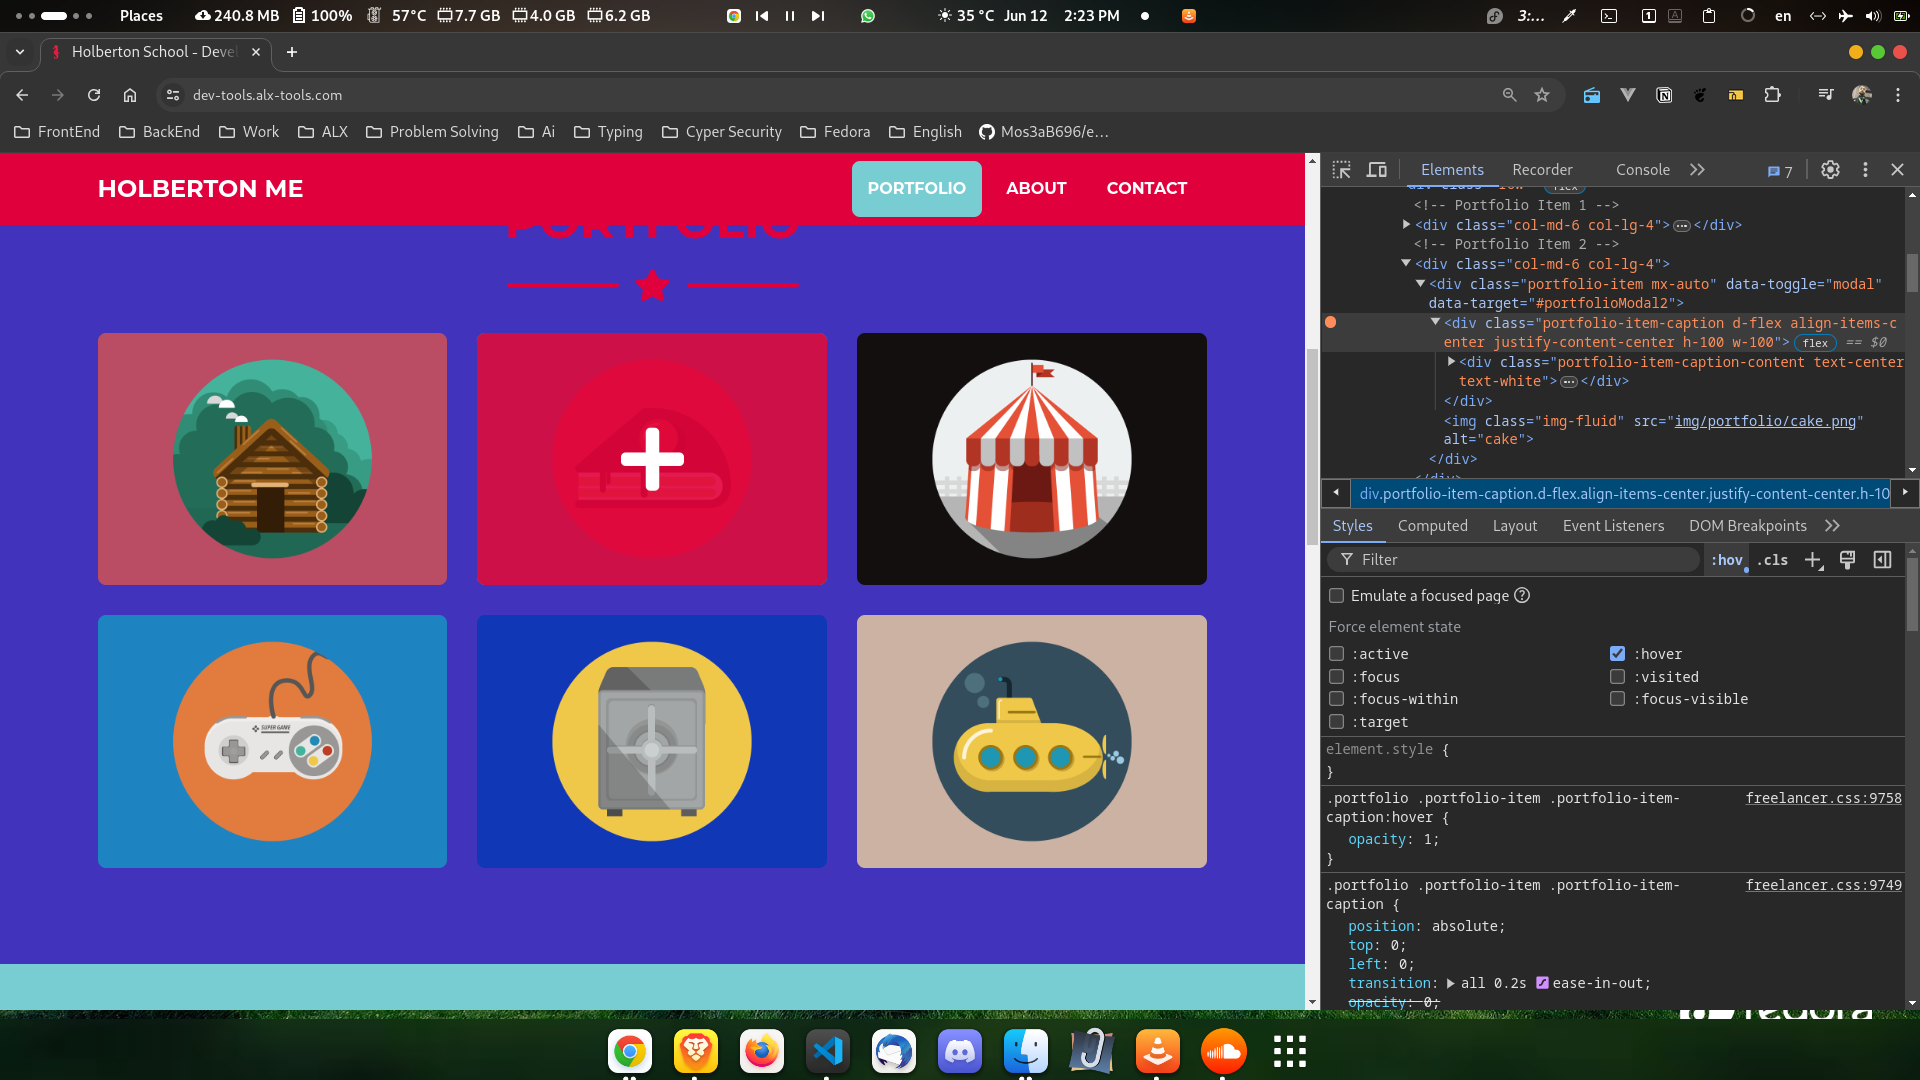 Places 240.8 MB 100% 57°C 7.7 GB 4.0 GB 6.2 GB 35 °C Jun 12 2:23 PM 3:... 1 A en
Holberton School - Deve
dev-tools.alx-tools.com
FrontEnd BackEnd Work ALX Problem Solving Ai Typing Cyper Security Fedora English Mos3aB696/e...
HOLBERTON ME PORTFOLIO ABOUT CONTACT
PORTFOLIO
SUPER GAME
Elements Recorder Console 7
<!-- Portfolio Item 1 -->
<div class="col-md-6 col-lg-4">…</div>
<!-- Portfolio Item 2 -->
<div class="col-md-6 col-lg-4">
<div class="portfolio-item mx-auto" data-toggle="modal"
data-target="#portfolioModal2">
<div class="portfolio-item-caption d-flex align-items-c
enter justify-content-center h-100 w-100"> flex == $0
<div class="portfolio-item-caption-content text-center
text-white">…</div>
</div>
<img class="img-fluid" src="img/portfolio/cake.png"
alt="cake">
</div>
div.portfolio-item-caption.d-flex.align-items-center.justify-content-center.h-10
Styles Computed Layout Event Listeners DOM Breakpoints
Filter :hov .cls
Emulate a focused page
Force element state
:active :hover
:focus :visited
:focus-within :focus-visible
:target
element.style {
}
.portfolio .portfolio-item .portfolio-item- freelancer.css:9758
caption:hover {
opacity: 1;
}
.portfolio .portfolio-item .portfolio-item- freelancer.css:9749
caption {
position: absolute;
top: 0;
left: 0;
transition: all 0.2s ease-in-out;
opacity: 0;
fedora